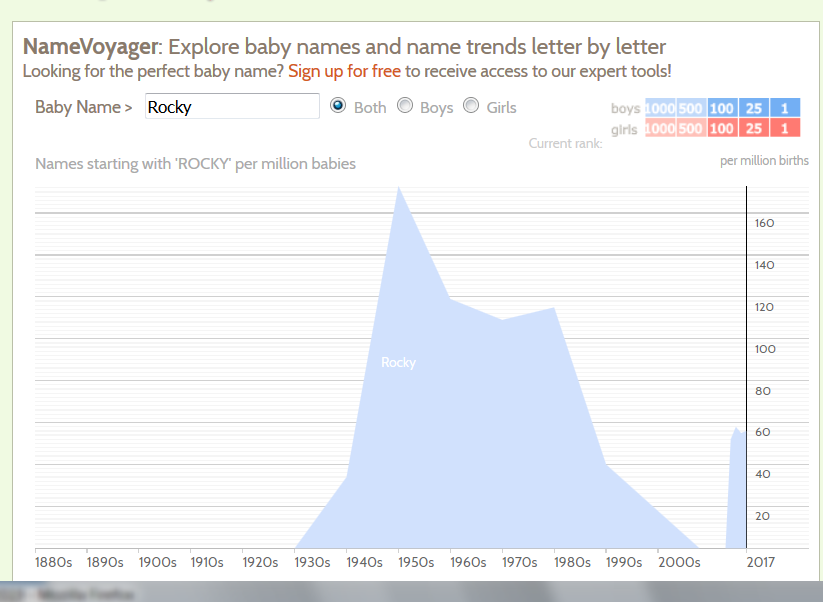 NameVoyager: Explore baby names and name trends letter by letter
Looking for the perfect baby name? Sign up for free to receive access to our expert tools!
Baby Name > Rocky Both Boys Girls
boys 1000 500 100 25 1
girls 1000 500 100 25 1
Current rank:
Names starting with 'ROCKY' per million babies
per million births
160
140
120
100
Rocky
80
60
40
20
1880s 1890s 1900s 1910s 1920s 1930s 1940s 1950s 1960s 1970s 1980s 1990s 2000s 2017
Mozilla Firefox